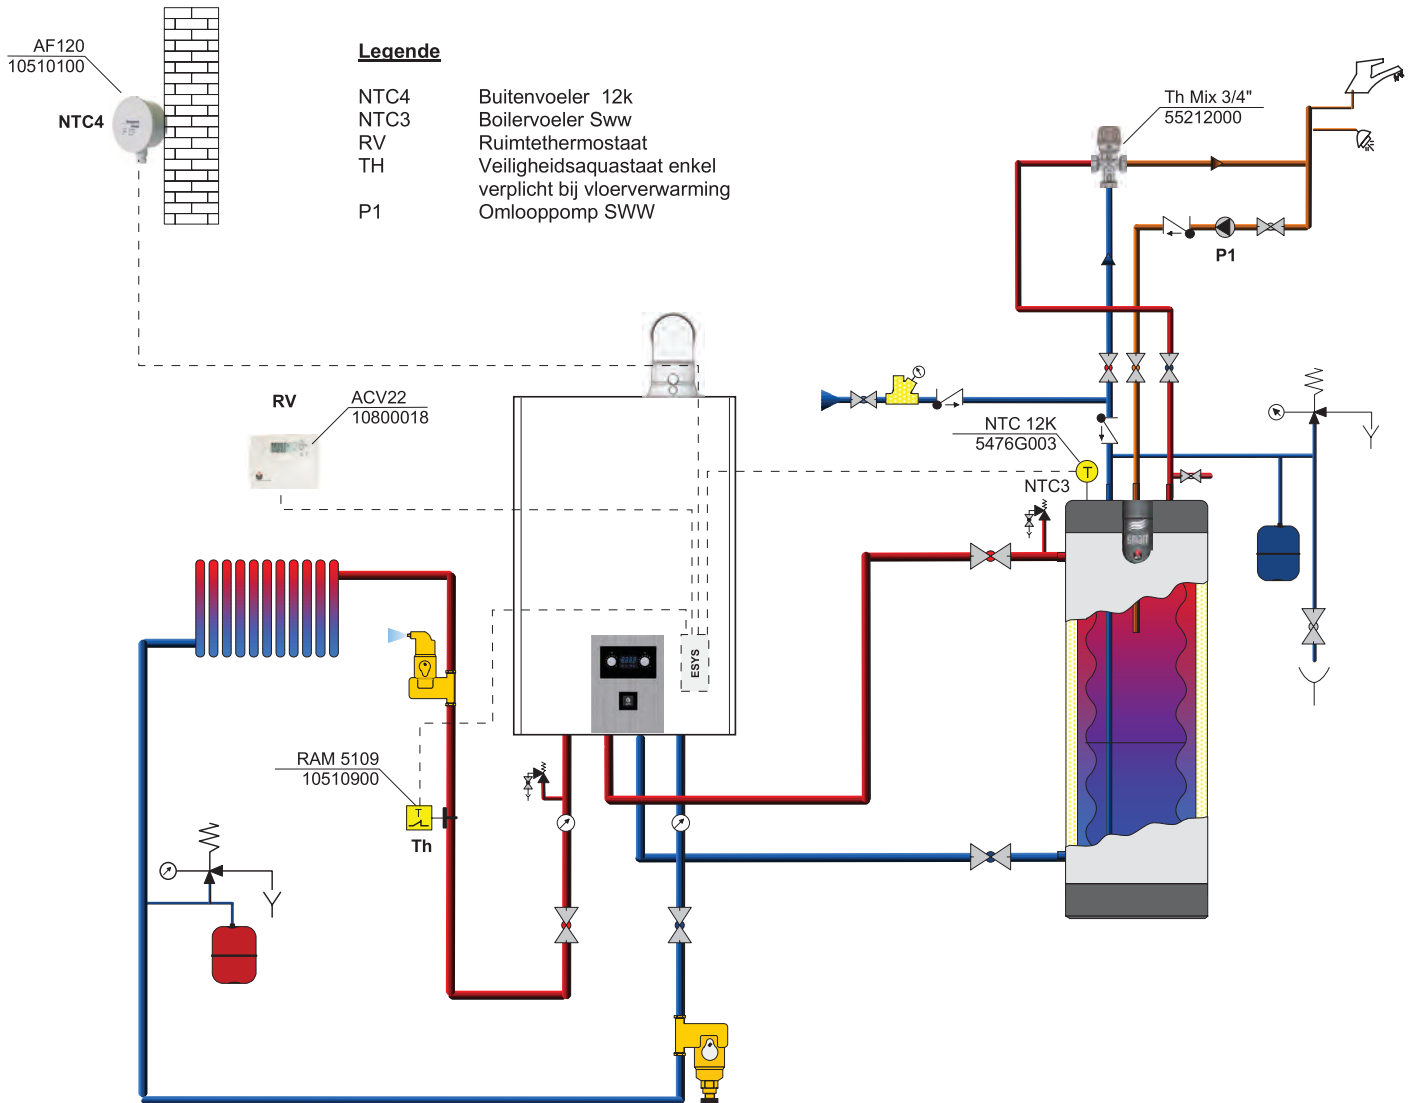 AF120
10510100
NTC4
Legende
NTC4 Buitenvoeler 12k
NTC3 Boilervoeler Sww
RV Ruimtethermostaat
TH Veiligheidsaquastaat enkel
verplicht bij vloerverwarming
P1 Omlooppomp SWW
Th Mix 3/4"
55212000
P1
RV
ACV22
10800018
NTC 12K
5476G003
T
NTC3
SMART
ESYS
RAM 5109
10510900
T
Th